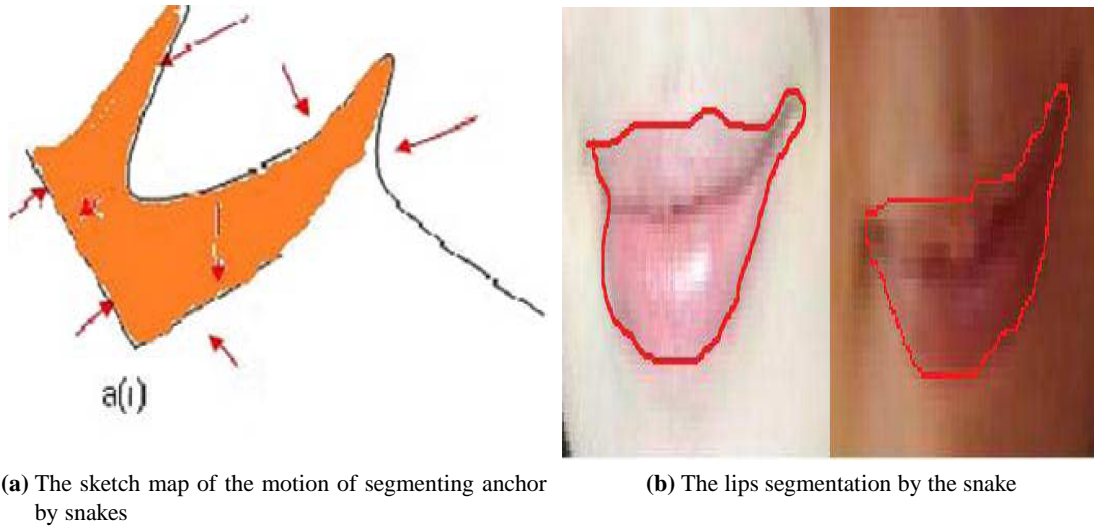 a(i)
(a) The sketch map of the motion of segmenting anchor
by snakes
(b) The lips segmentation by the snake